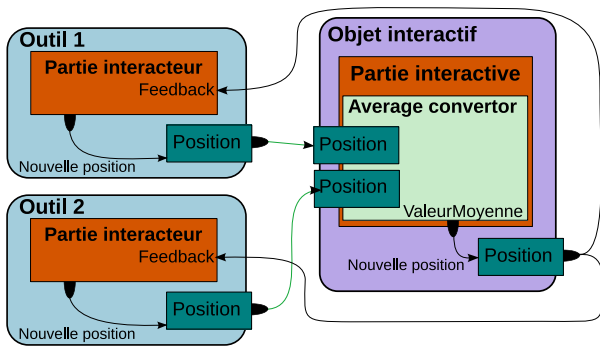 Outil 1
Partie interacteur
Feedback
Position
Nouvelle position
Outil 2
Partie interacteur
Feedback
Position
Nouvelle position
Objet interactif
Partie interactive
Average convertor
Position
Position
ValeurMoyenne
Nouvelle position
Position